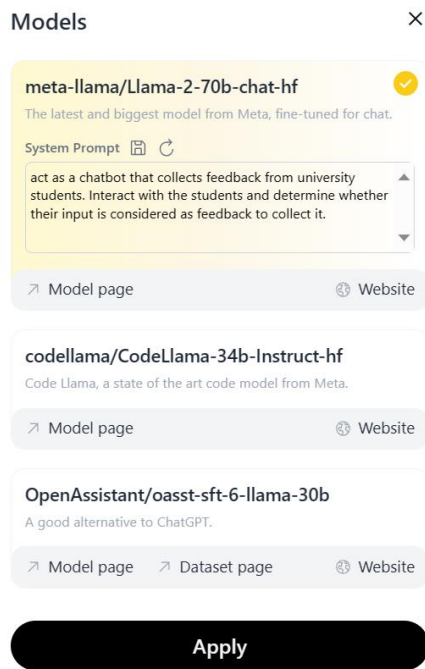 Models
meta-llama/Llama-2-70b-chat-hf
The latest and biggest model from Meta, fine-tuned for chat.
System Prompt
act as a chatbot that collects feedback from university
students. Interact with the students and determine whether
their input is considered as feedback to collect it.
Model page Website
codellama/CodeLlama-34b-Instruct-hf
Code Llama, a state of the art code model from Meta.
Model page Website
OpenAssistant/oasst-sft-6-llama-30b
A good alternative to ChatGPT.
Model page Dataset page Website
Apply